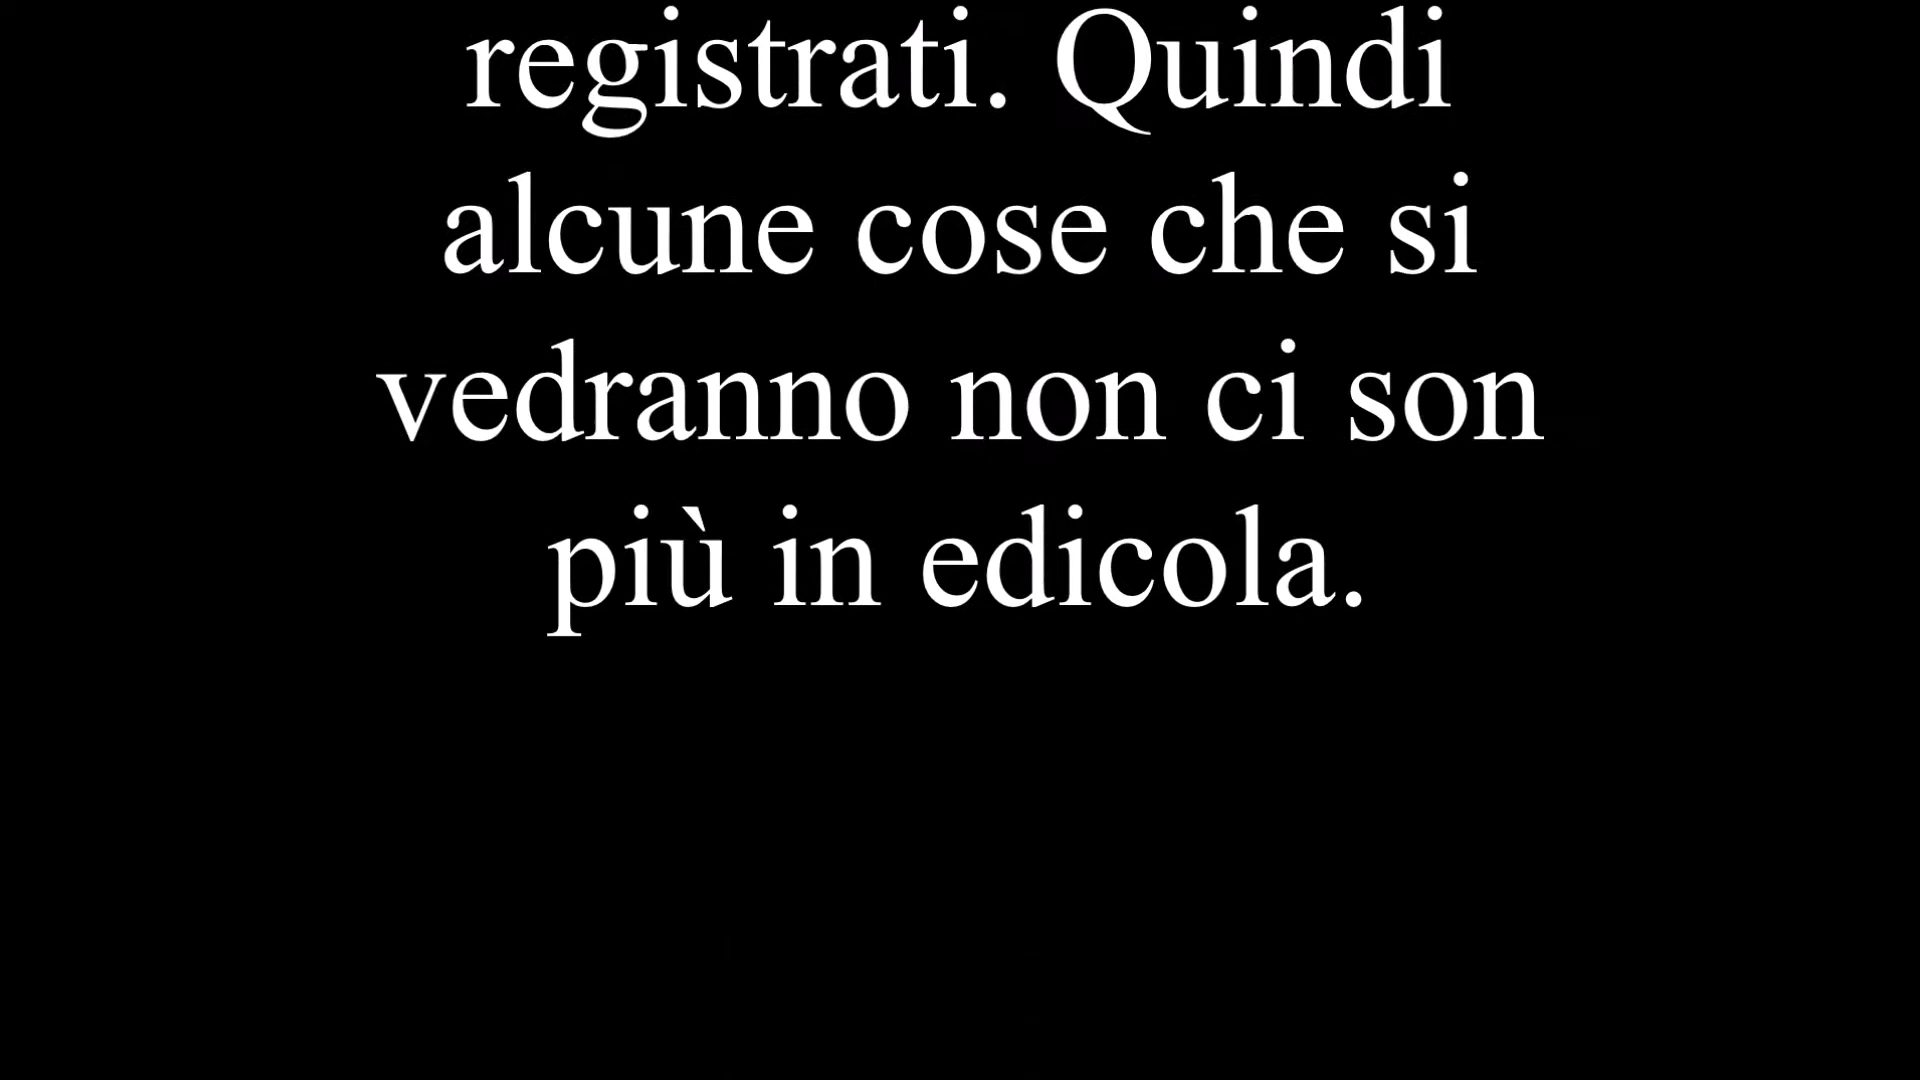 registrati. Quindi
alcune cose che si
vedranno non ci son
più in edicola.